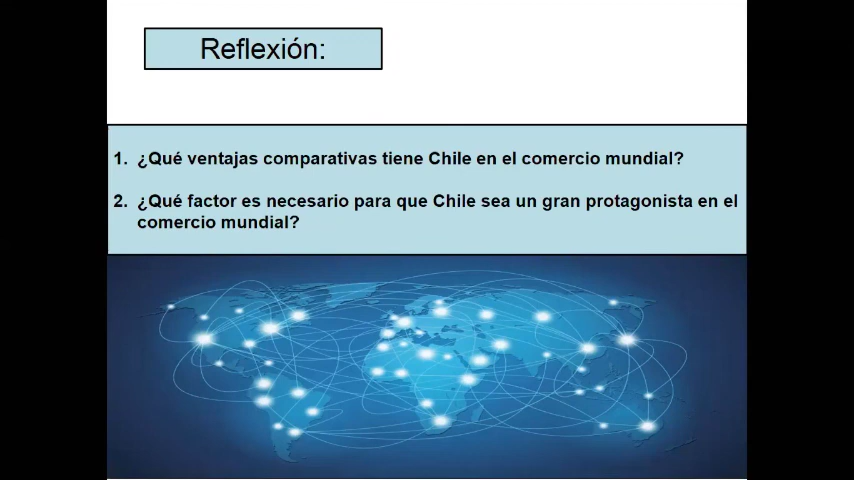 Reflexión:
1. ¿Qué ventajas comparativas tiene Chile en el comercio mundial?
2. ¿Qué factor es necesario para que Chile sea un gran protagonista en el
comercio mundial?